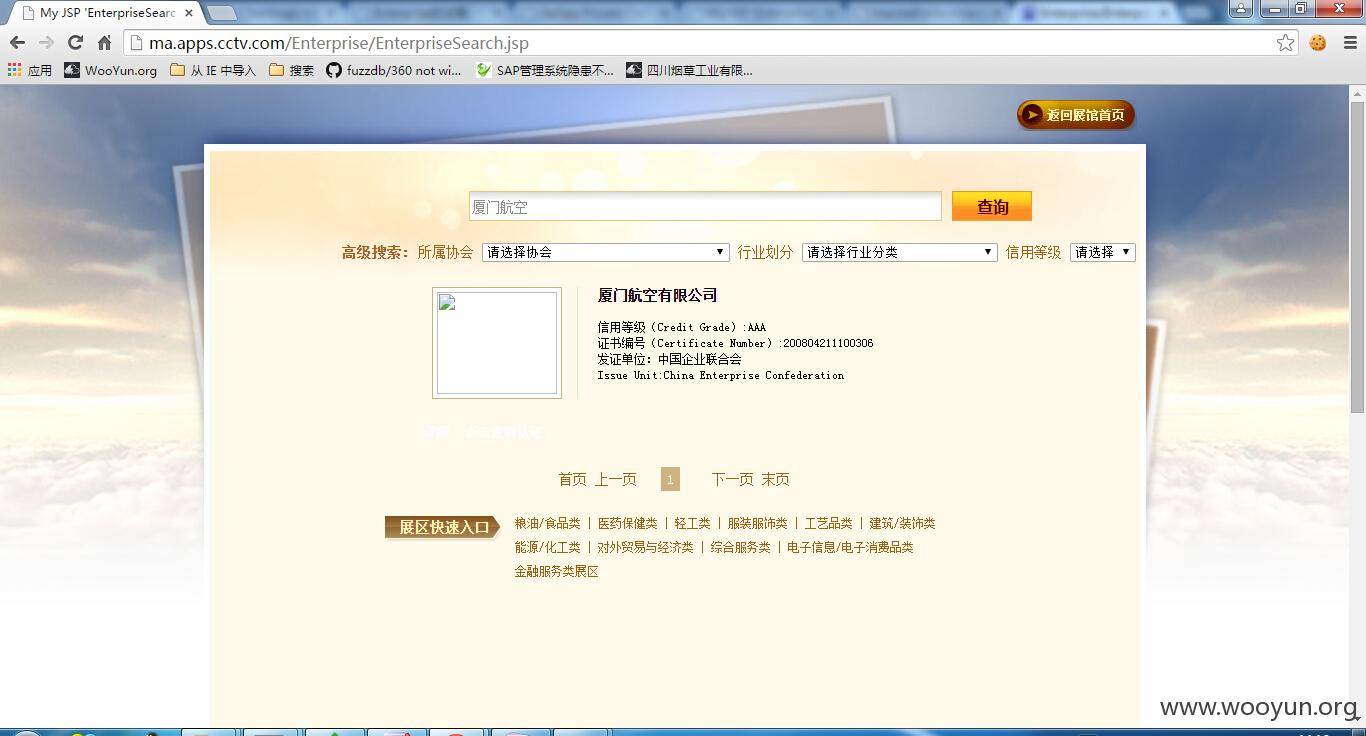 My JSP 'EnterpriseSearc
ma.apps.cctv.com/Enterprise/EnterpriseSearch.jsp
应用 WooYun.org 从 IE 中导入 搜索 fuzzdb/360 not wi... SAP管理系统隐患不... 四川烟草工业有限...
返回展馆首页
厦门航空 查询
高级搜索： 所属协会 请选择协会 行业划分 请选择行业分类 信用等级 请选择
厦门航空有限公司
信用等级（Credit Grade）:AAA
证书编号（Certificate Number）:200804211100306
发证单位：中国企业联合会
Issue Unit:China Enterprise Confederation
首页 上一页 1 下一页 末页
展区快速入口 粮油/食品类 | 医药保健类 | 轻工类 | 服装服饰类 | 工艺品类 | 建筑/装饰类
能源/化工类 | 对外贸易与经济类 | 综合服务类 | 电子信息/电子消费品类
金融服务类展区
www.wooyun.org